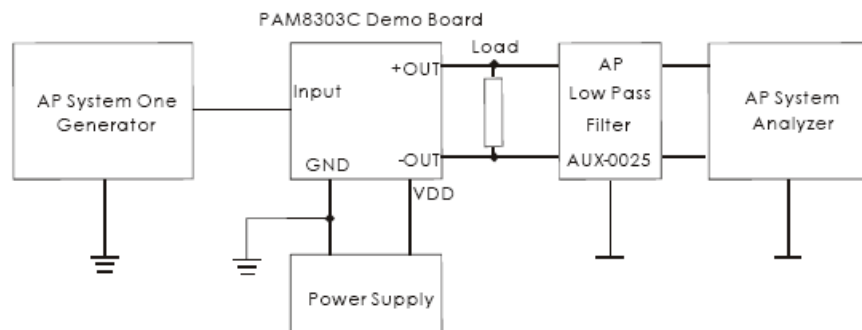 PAM8303C Demo Board
AP System One
Generator
Input
+OUT
-OUT
GND
VDD
Load
AP
Low Pass
Filter
AUX-0025
AP System
Analyzer
Power Supply